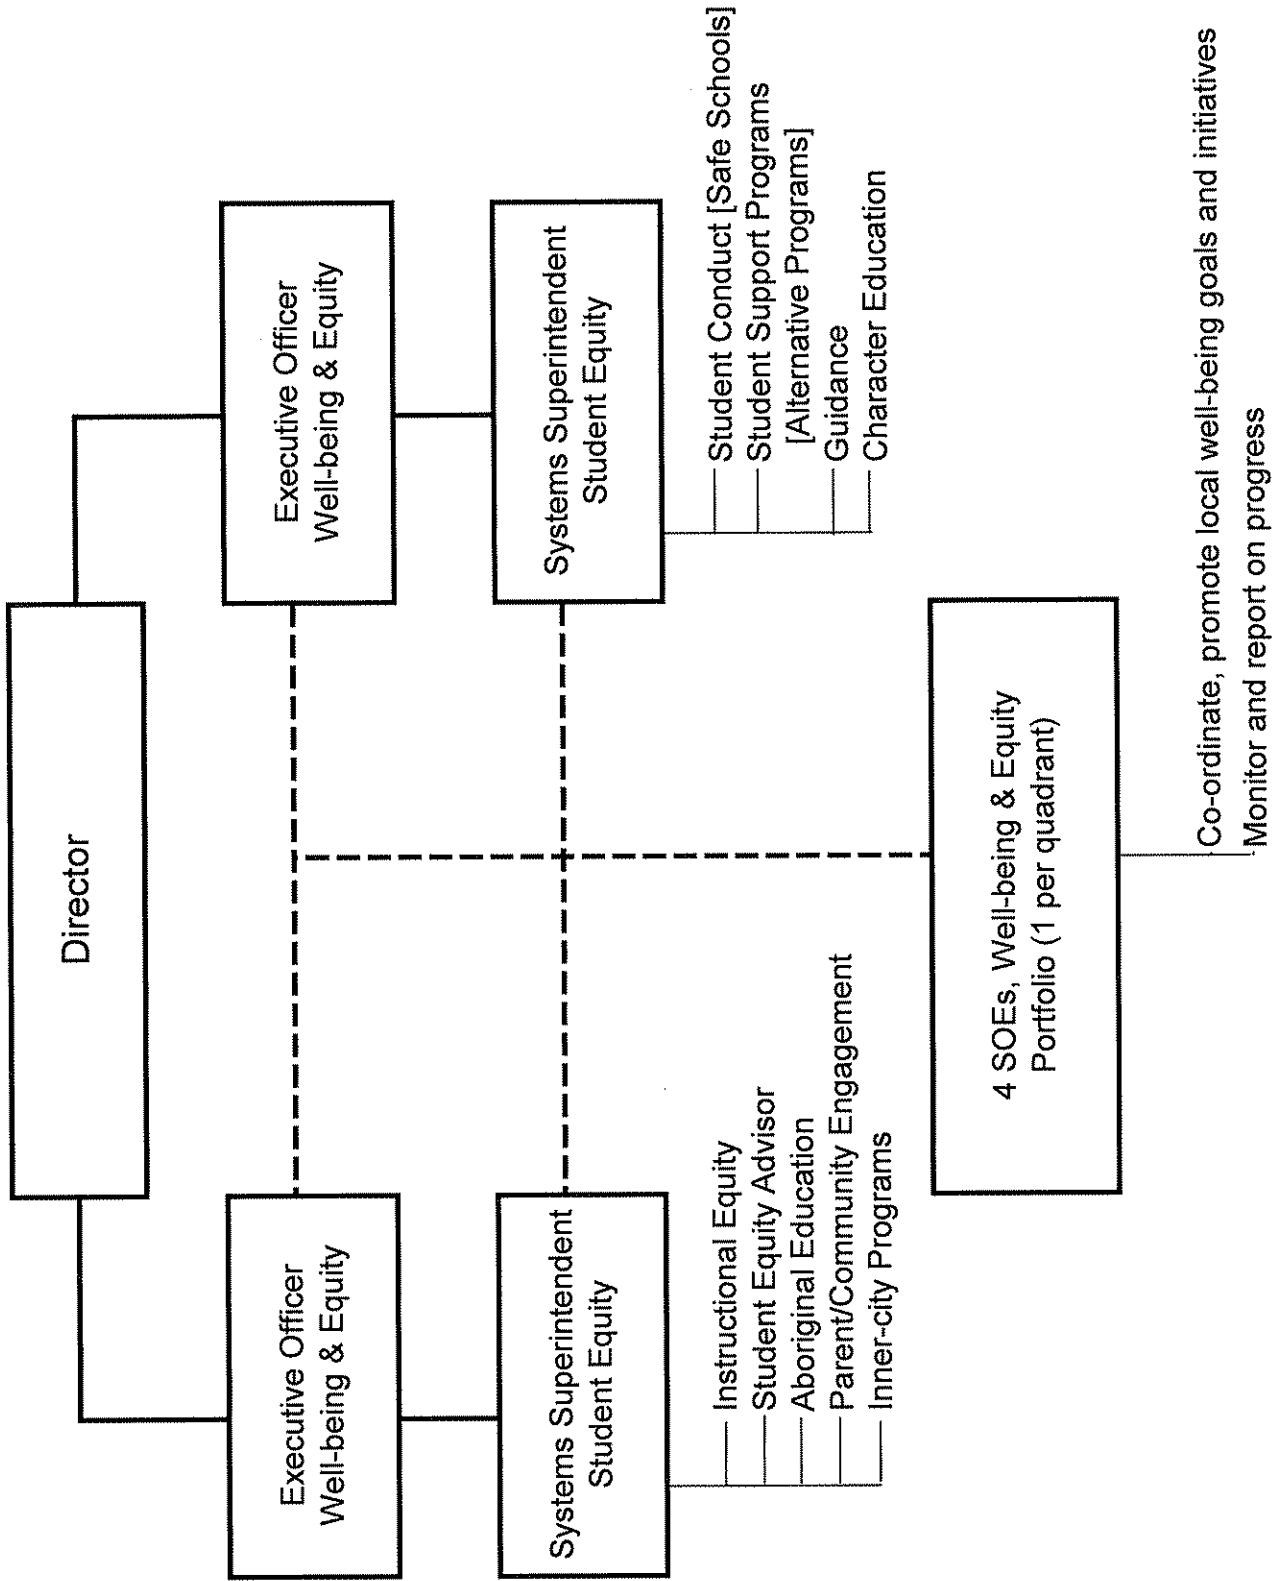 Director
Executive Officer
Well-being & Equity
Executive Officer
Well-being & Equity
Systems Superintendent
Student Equity
Systems Superintendent
Student Equity
Instructional Equity
Student Equity Advisor
Aboriginal Education
Parent/Community Engagement
Inner-city Programs
Student Conduct [Safe Schools]
Student Support Programs
[Alternative Programs]
Guidance
Character Education
4 SOEs, Well-being & Equity
Portfolio (1 per quadrant)
Co-ordinate, promote local well-being goals and initiatives
Monitor and report on progress